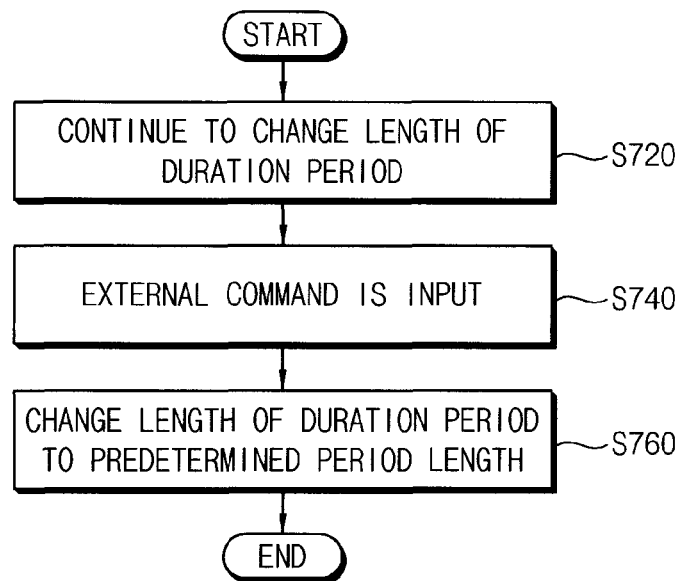 START
CONTINUE TO CHANGE LENGTH OF
DURATION PERIOD
S720
EXTERNAL COMMAND IS INPUT
S740
CHANGE LENGTH OF DURATION PERIOD
TO PREDETERMINED PERIOD LENGTH
S760
END